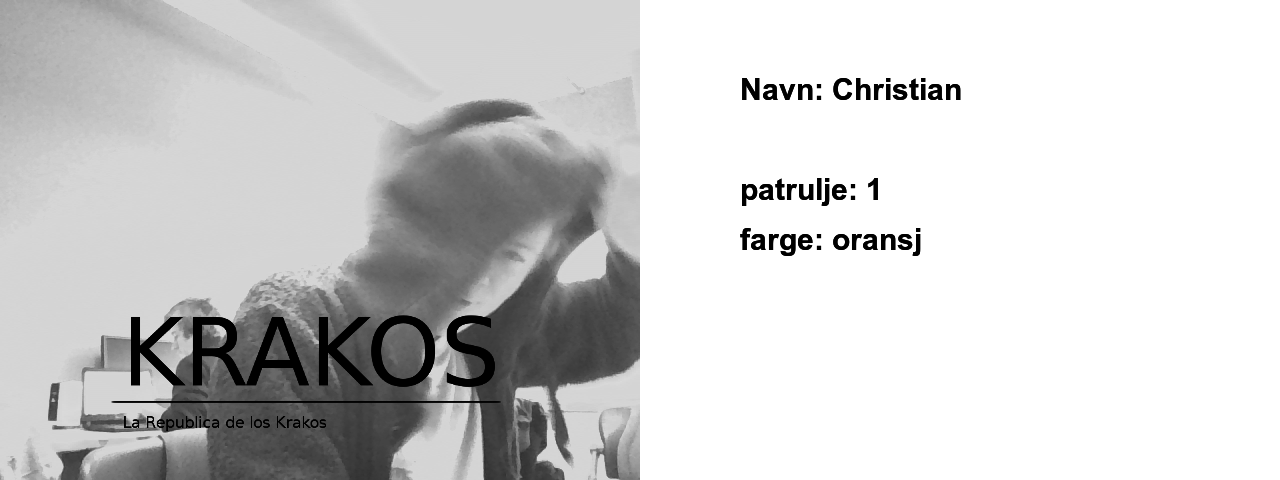 KRAKOS
La Republica de los Krakos
Navn: Christian
patrulje: 1
farge: oransj